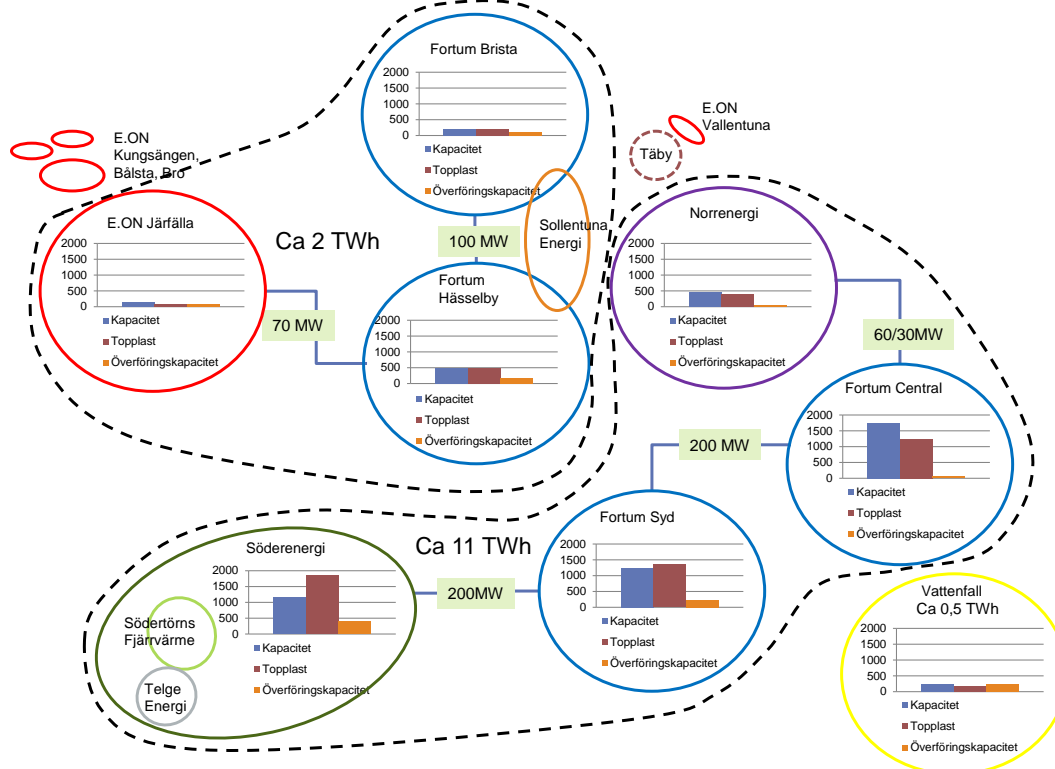 Fortum Brista
2000
1500
1000
500
0
Kapacitet
Topplast
Överföringskapacitet
E.ON
Kungsängen,
Bålsta, Bro
E.ON
Vallentuna
Täby
E.ON Järfälla
2000
1500
1000
500
0
Kapacitet
Topplast
Överföringskapacitet
Ca 2 TWh
100 MW
Sollentuna
Energi
70 MW
Fortum
Hässelby
2000
1500
1000
500
0
Kapacitet
Topplast
Överföringskapacitet
Norrenergi
2000
1500
1000
500
0
Kapacitet
Topplast
Överföringskapacitet
60/30MW
Fortum Central
2000
1500
1000
500
0
Kapacitet
Topplast
Överföringskapacitet
200 MW
Fortum Syd
2000
1500
1000
500
0
Kapacitet
Topplast
Överföringskapacitet
Ca 11 TWh
200MW
Söderenergi
2000
1500
1000
500
0
Kapacitet
Topplast
Överföringskapacitet
Södertörns
Fjärrvärme
Telge
Energi
Vattenfall
Ca 0,5 TWh
2000
1500
1000
500
0
Kapacitet
Topplast
Överföringskapacitet